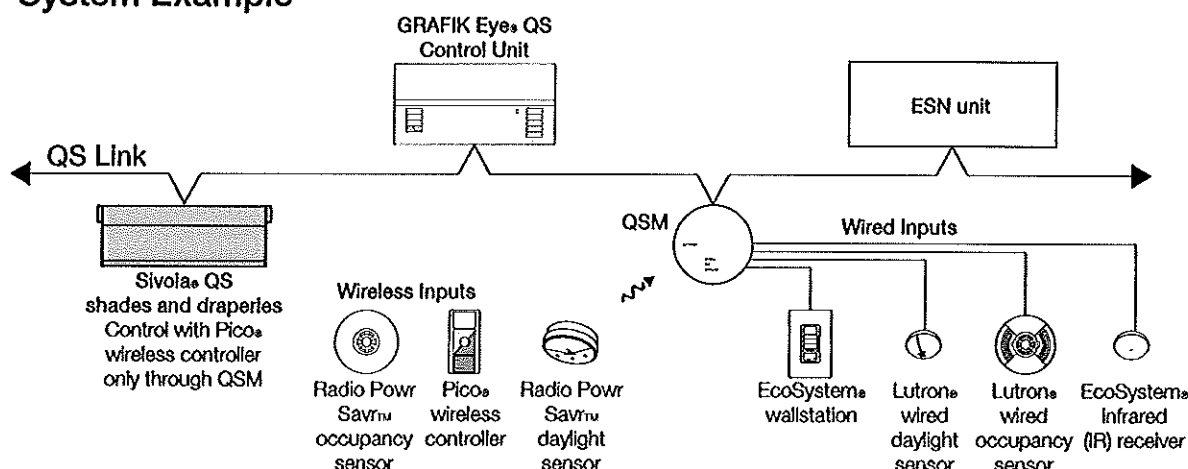 System Example
GRAFIK Eye® QS
Control Unit
ESN unit
QS Link
QSM
Wired Inputs
Sivoia® QS
shades and draperies
Control with Pico®
wireless controller
only through QSM
Wireless Inputs
Radio Powr
Savr™
occupancy
sensor
Pico®
wireless
controller
Radio Powr
Savr™
daylight
sensor
EcoSystem®
wallstation
Lutron®
wired
daylight
sensor
Lutron®
wired
occupancy
sensor
EcoSystem®
Infrared
(IR) receiver